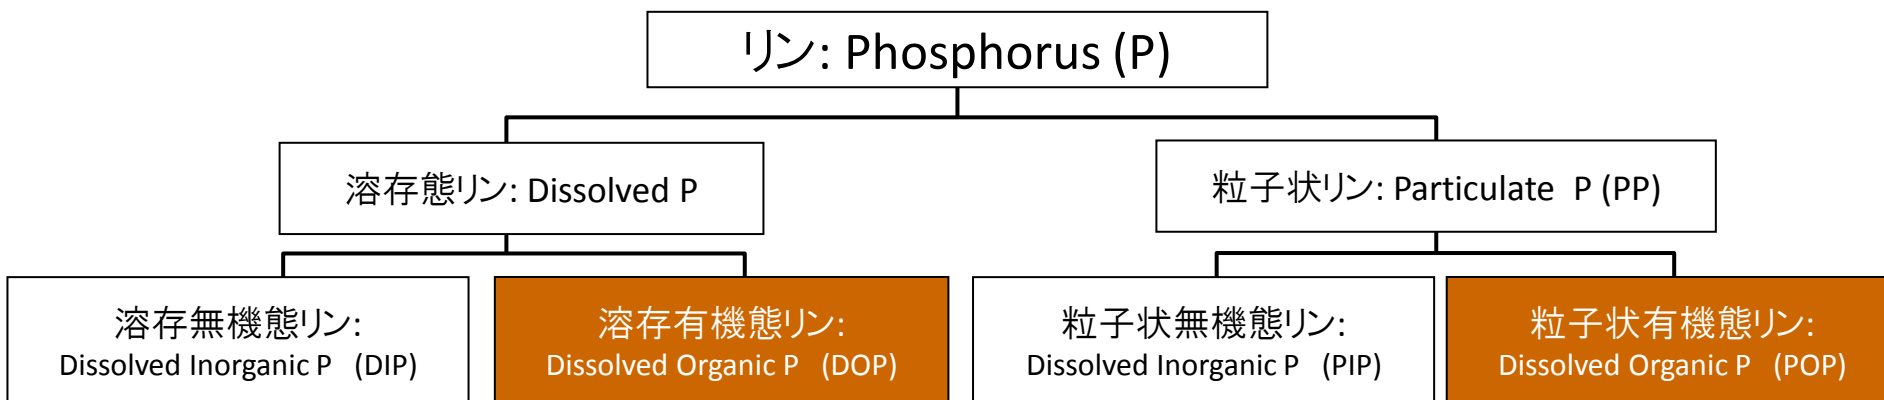 リン: Phosphorus (P)
溶存態リン: Dissolved P
粒子状リン: Particulate P (PP)
溶存無機態リン:
Dissolved Inorganic P (DIP)
溶存有機態リン:
Dissolved Organic P (DOP)
粒子状無機態リン:
Dissolved Inorganic P (PIP)
粒子状有機態リン:
Dissolved Organic P (POP)